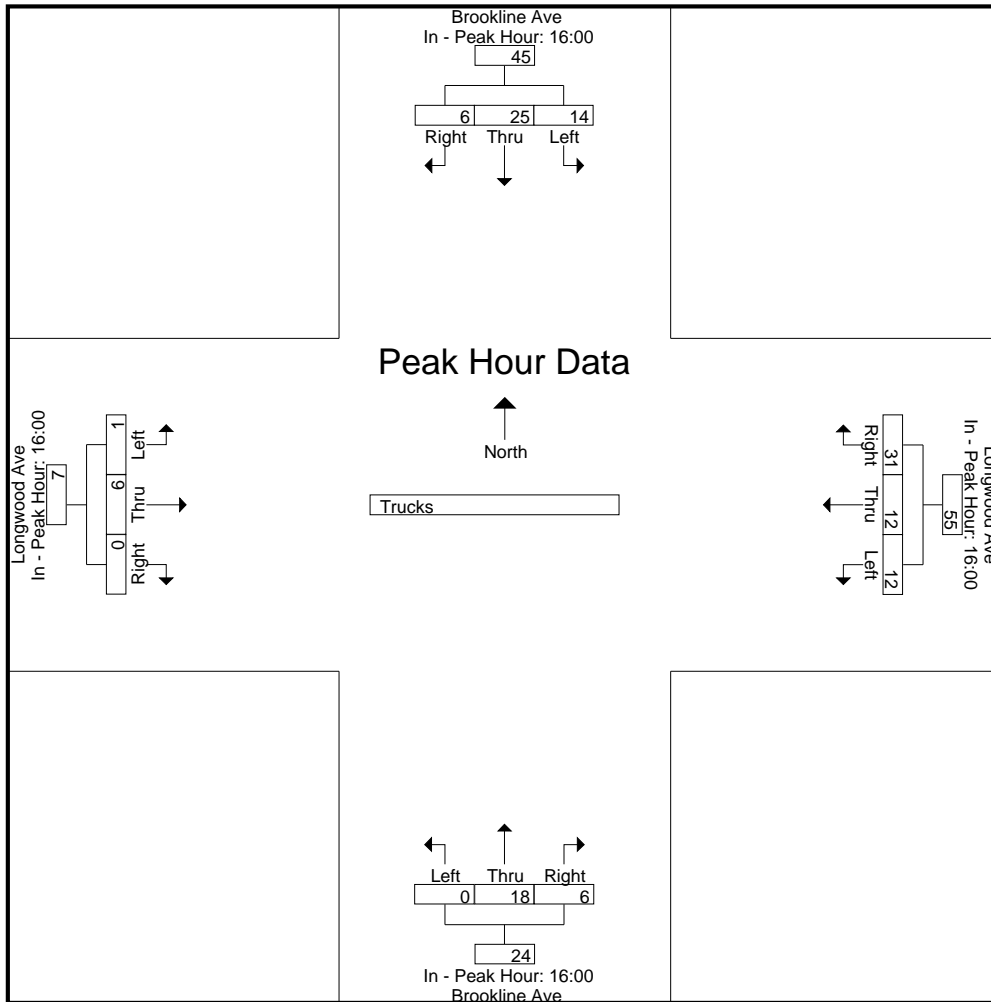 Brookline Ave
In - Peak Hour: 16:00
45
6 25 14
Right Thru Left
Peak Hour Data
North
Trucks
Longwood Ave
In - Peak Hour: 16:00
7
1 6 0
Left Thru Right
Longwood Ave
In - Peak Hour: 16:00
55
31 12 12
Right Thru Left
Left Thru Right
0 18 6
24
In - Peak Hour: 16:00
Brookline Ave